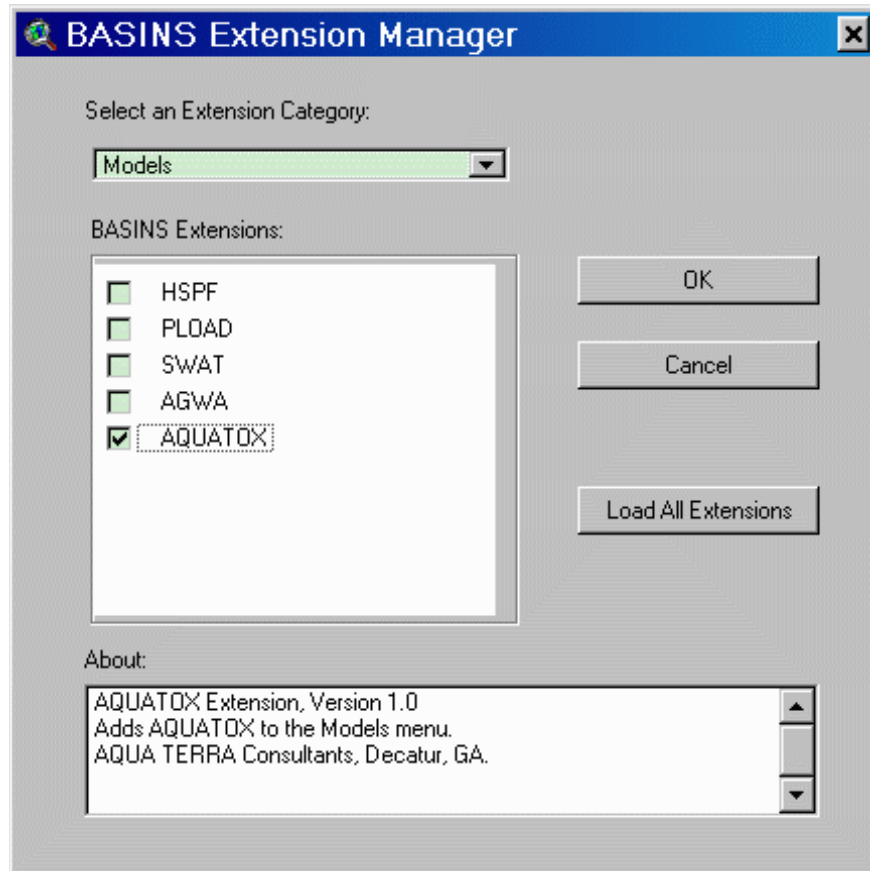 BASINS Extension Manager
Select an Extension Category:
Models
BASINS Extensions:
HSPF
PLOAD
SWAT
AGWA
AQUATOX
OK
Cancel
Load All Extensions
About:
AQUATOX Extension, Version 1.0
Adds AQUATOX to the Models menu.
AQUA TERRA Consultants, Decatur, GA.